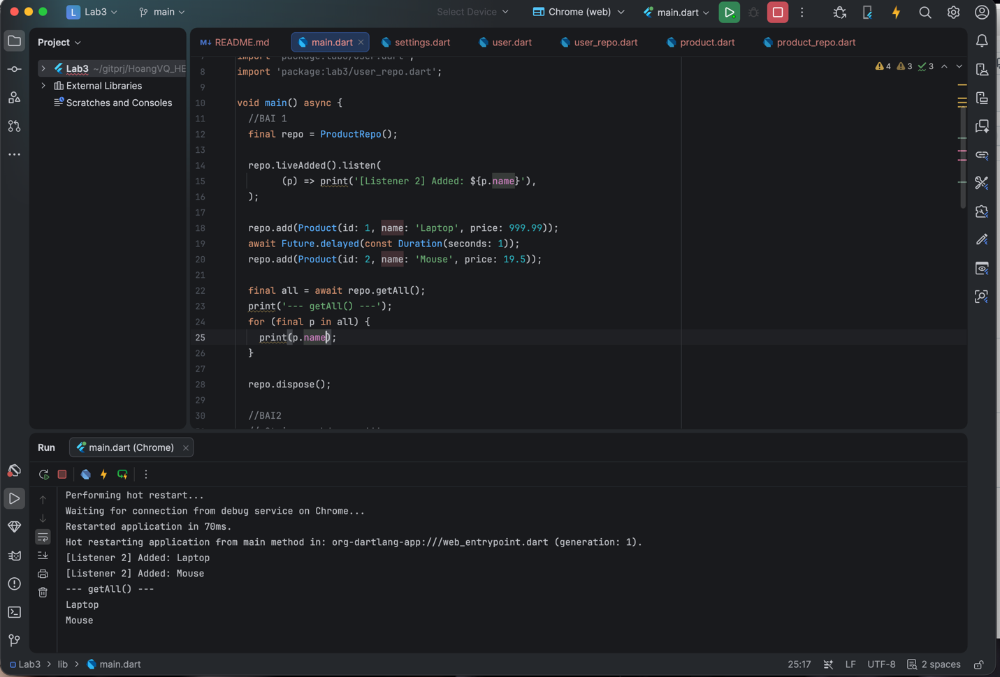 L Lab3 main Select Device Chrome (web) main.dart
Project
M↓ README.md main.dart settings.dart user.dart user_repo.dart product.dart product_repo.dart
Lab3 ~/gitprj/HoangVQ_HE
External Libraries
Scratches and Consoles
4 3 3
7 import 'package:lab3/user.dart';
8 import 'package:lab3/user_repo.dart';
9
10 void main() async {
11 //BAI 1
12 final repo = ProductRepo();
13
14 repo.liveAdded().listen(
15 (p) => print('[Listener 2] Added: ${p.name}'),
16 );
17
18 repo.add(Product(id: 1, name: 'Laptop', price: 999.99));
19 await Future.delayed(const Duration(seconds: 1));
20 repo.add(Product(id: 2, name: 'Mouse', price: 19.5));
21
22 final all = await repo.getAll();
23 print('--- getAll() ---');
24 for (final p in all) {
25 print(p.name);
26 }
27
28 repo.dispose();
29
30 //BAI2
Run main.dart (Chrome)
Performing hot restart...
Waiting for connection from debug service on Chrome...
Restarted application in 70ms.
Hot restarting application from main method in: org-dartlang-app:///web_entrypoint.dart (generation: 1).
[Listener 2] Added: Laptop
[Listener 2] Added: Mouse
--- getAll() ---
Laptop
Mouse
Lab3 > lib > main.dart 25:17 LF UTF-8 2 spaces